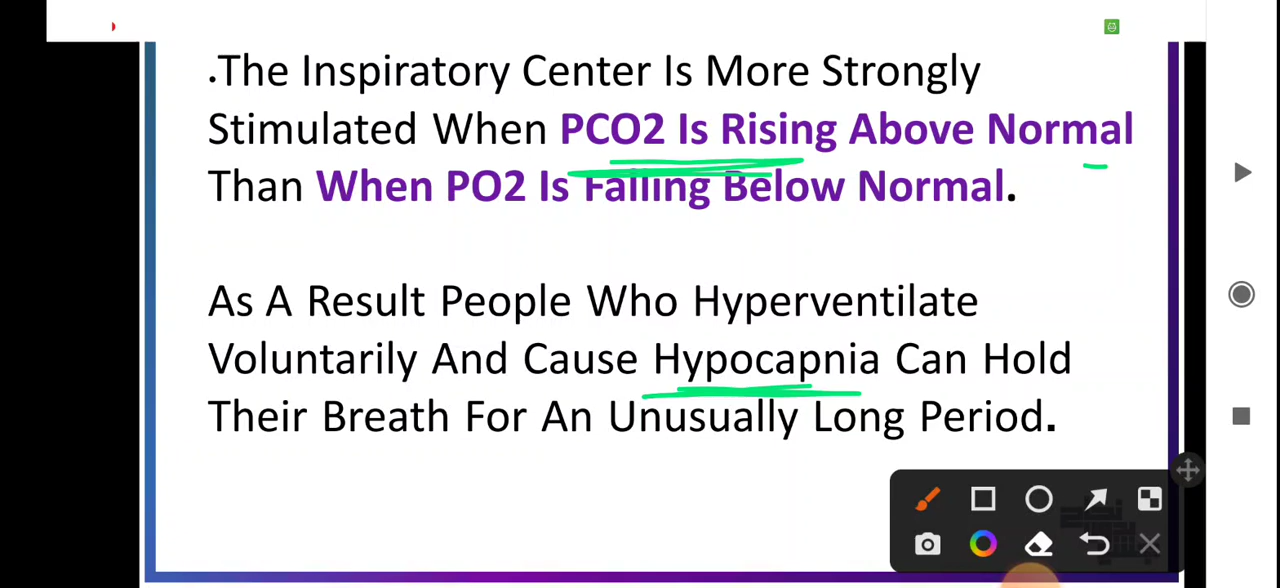 .The Inspiratory Center Is More Strongly
Stimulated When PCO2 Is Rising Above Normal
Than When PO2 Is Falling Below Normal.
As A Result People Who Hyperventilate
Voluntarily And Cause Hypocapnia Can Hold
Their Breath For An Unusually Long Period.